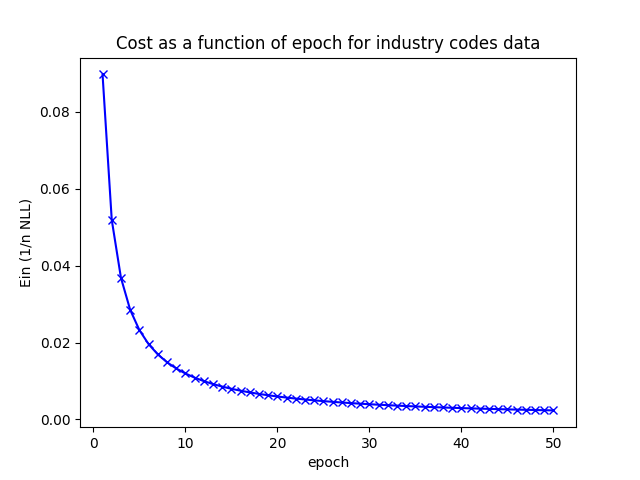 Cost as a function of epoch for industry codes data
0.08
0.06
0.04
0.02
0.00
Ein (1/n NLL)
0 10 20 30 40 50
epoch